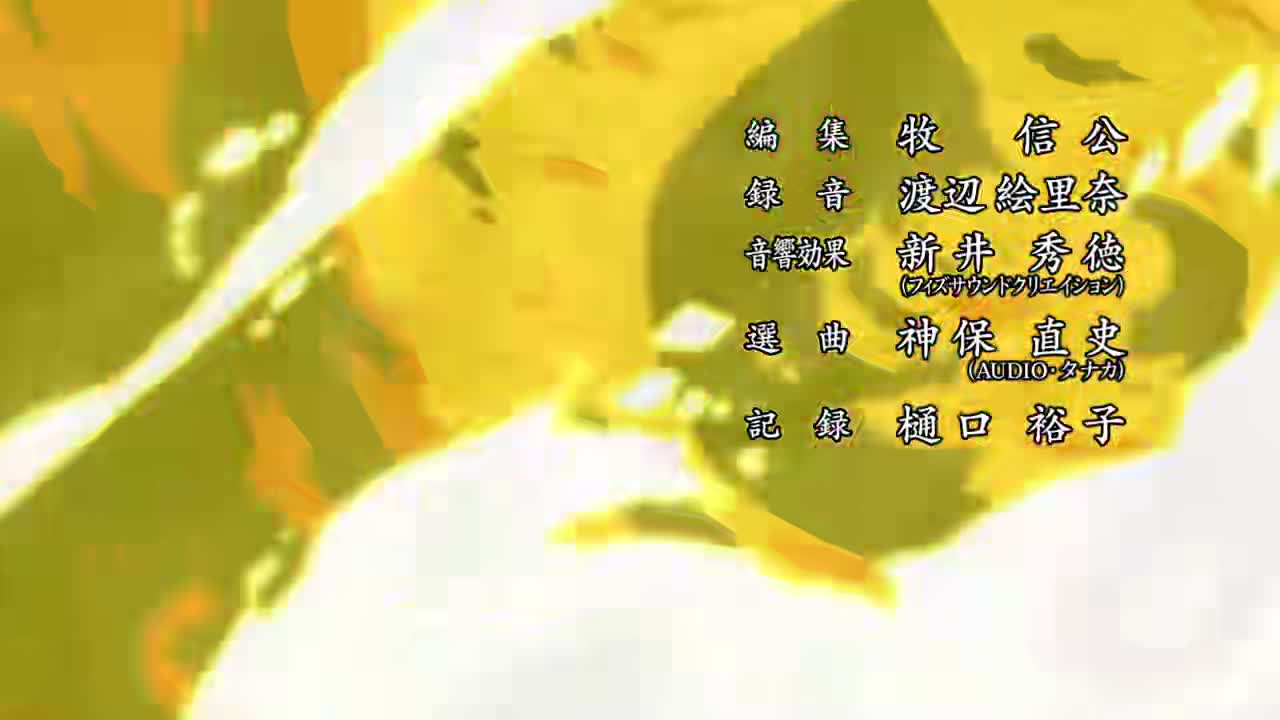 編　集　牧　信公
録　音　渡辺絵里奈
音響効果　新井　秀徳
(フィズサウンドクリエイション)
選　曲　神保　直史
(AUDIO・タナカ)
記　録　樋口　裕子